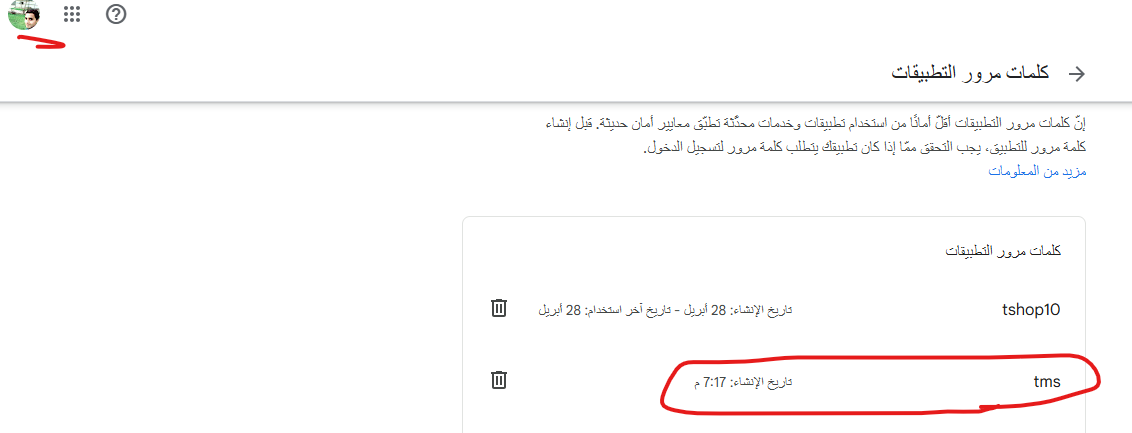 كلمات مرور التطبيقات
إنّ كلمات مرور التطبيقات أقلّ أمانًا من استخدام تطبيقات وخدمات محدَّثة تطبّق معايير أمان حديثة. قبل إنشاء
كلمة مرور للتطبيق، يجب التحقق ممّا إذا كان تطبيقك يتطلب كلمة مرور لتسجيل الدخول.
مزيد من المعلومات
كلمات مرور التطبيقات
tshop10 تاريخ الإنشاء: 28 أبريل - تاريخ آخر استخدام: 28 أبريل
tms تاريخ الإنشاء: 7:17 م